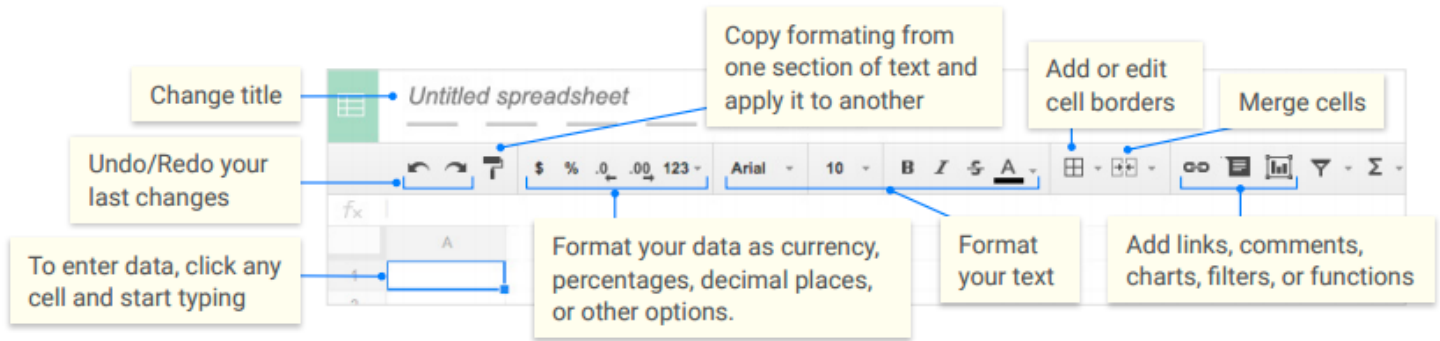 Copy formating from
one section of text and
apply it to another
Add or edit
cell borders
Merge cells
Change title
Untitled spreadsheet
Undo/Redo your
last changes
$ % .0 .00 123 Arial 10 B I S A Σ
fx
A
To enter data, click any
cell and start typing
1
2
Format your data as currency,
percentages, decimal places,
or other options.
Format
your text
Add links, comments,
charts, filters, or functions